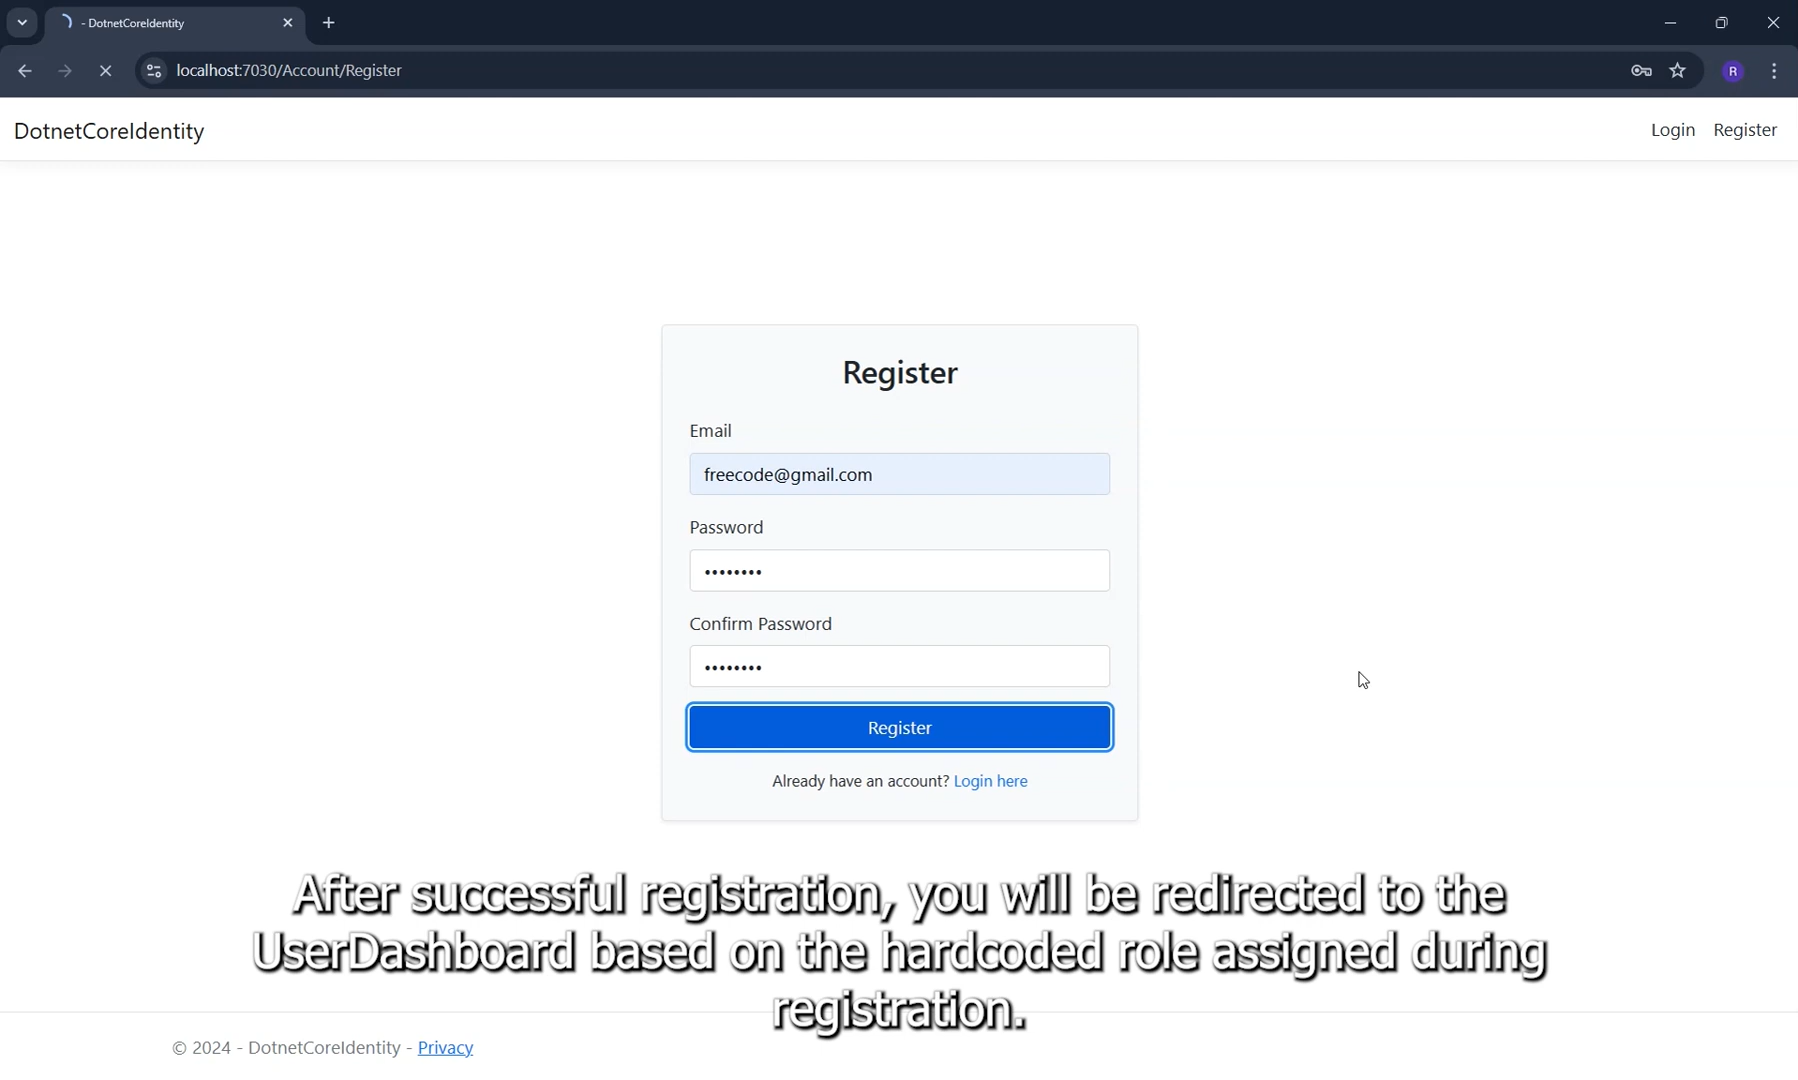 - DotnetCoreIdentity
localhost:7030/Account/Register
R
DotnetCoreIdentity
Login Register
Register
Email
freecode@gmail.com
Password
••••••••
Confirm Password
••••••••
Register
Already have an account? Login here
After successful registration, you will be redirected to the
UserDashboard based on the hardcoded role assigned during
registration.
© 2024 - DotnetCoreIdentity - Privacy